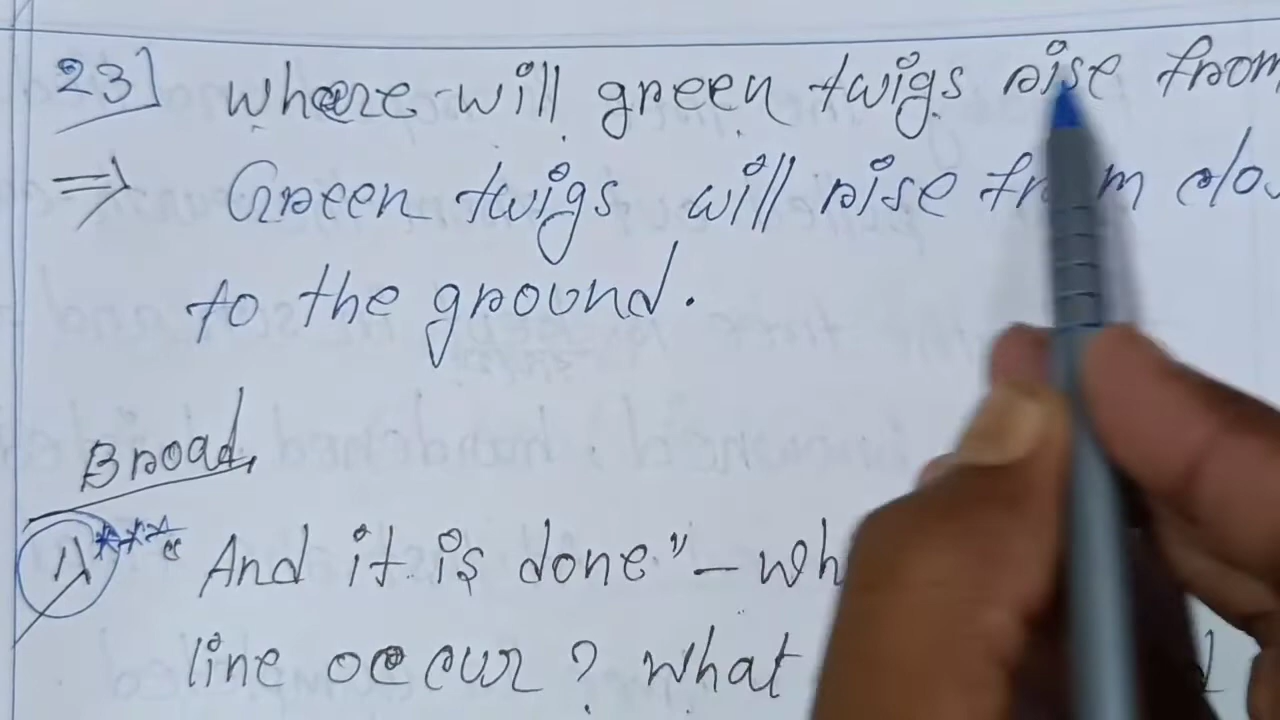 23] Where will green twigs rise from
⇒ Green twigs will rise from
to the ground.
Broad
1) *** " And it is done" –
line occur ? What